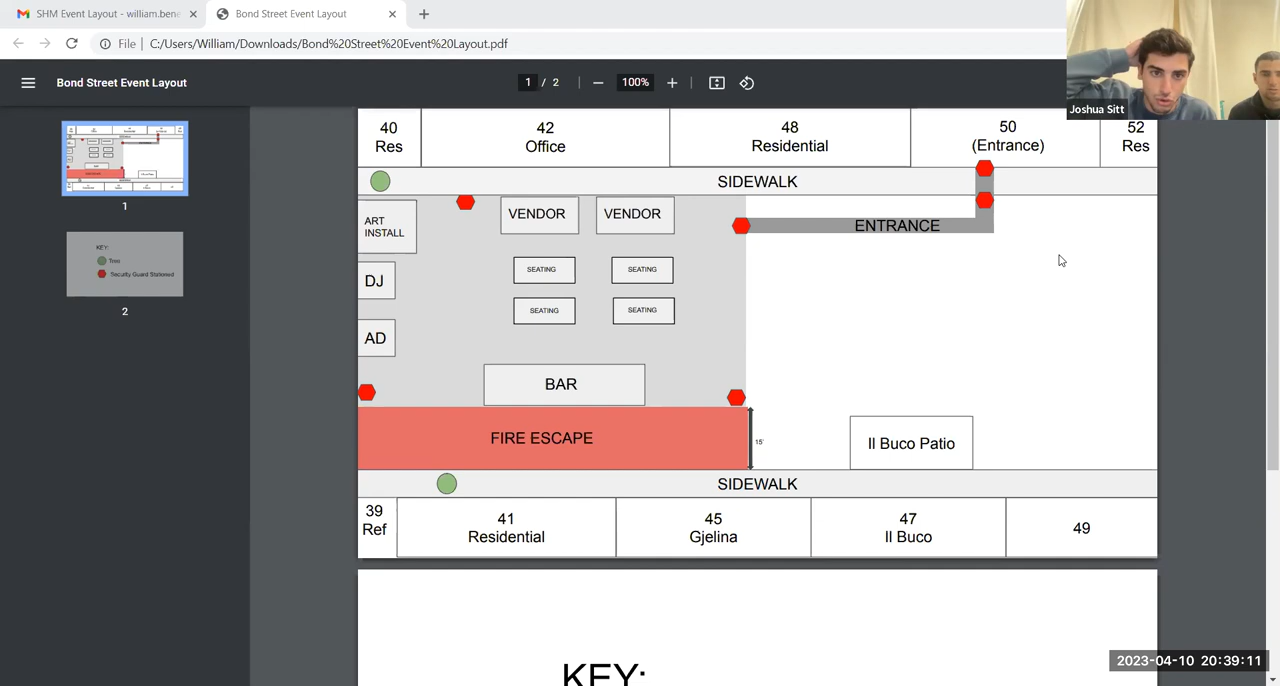 SHM Event Layout - william.bene
Bond Street Event Layout
File
C:/Users/William/Downloads/Bond%20Street%20Event%20Layout.pdf
Bond Street Event Layout
1 / 2
100%
Joshua Sitt
40
Res
42
Office
48
Residential
50
(Entrance)
52
Res
SIDEWALK
ART
INSTALL
VENDOR
VENDOR
ENTRANCE
DJ
SEATING
SEATING
SEATING
SEATING
AD
BAR
FIRE ESCAPE
15'
Il Buco Patio
SIDEWALK
39
Ref
41
Residential
45
Gjelina
47
Il Buco
49
KEY:
1
KEY:
Tree
Security Guard Stationed
2
2023-04-10 20:39:11